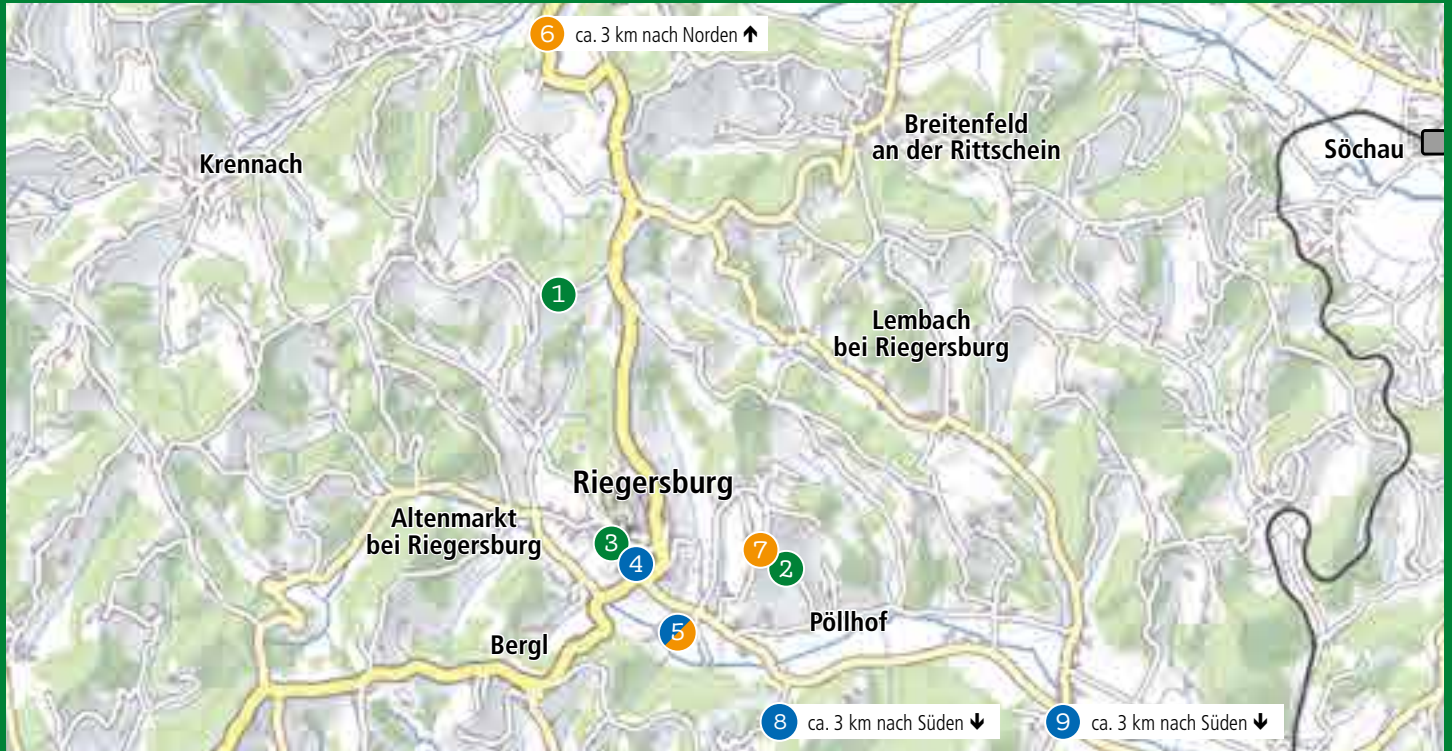 6 ca. 3 km nach Norden ↑
Breitenfeld
an der Rittschein
Söchau
Krennach
1
Lembach
bei Riegersburg
Riegersburg
Altenmarkt
bei Riegersburg
3
4
7
2
5
Pöllhof
Bergl
8 ca. 3 km nach Süden ↓
9 ca. 3 km nach Süden ↓